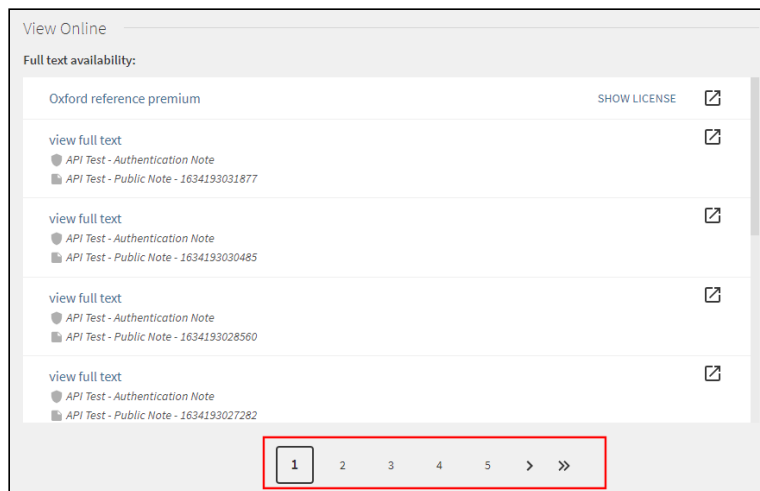 View Online
Full text availability:
Oxford reference premium SHOW LICENSE
view full text
API Test - Authentication Note
API Test - Public Note - 1634193031877
view full text
API Test - Authentication Note
API Test - Public Note - 1634193030485
view full text
API Test - Authentication Note
API Test - Public Note - 1634193028560
view full text
API Test - Authentication Note
API Test - Public Note - 1634193027282
1 2 3 4 5 > >>